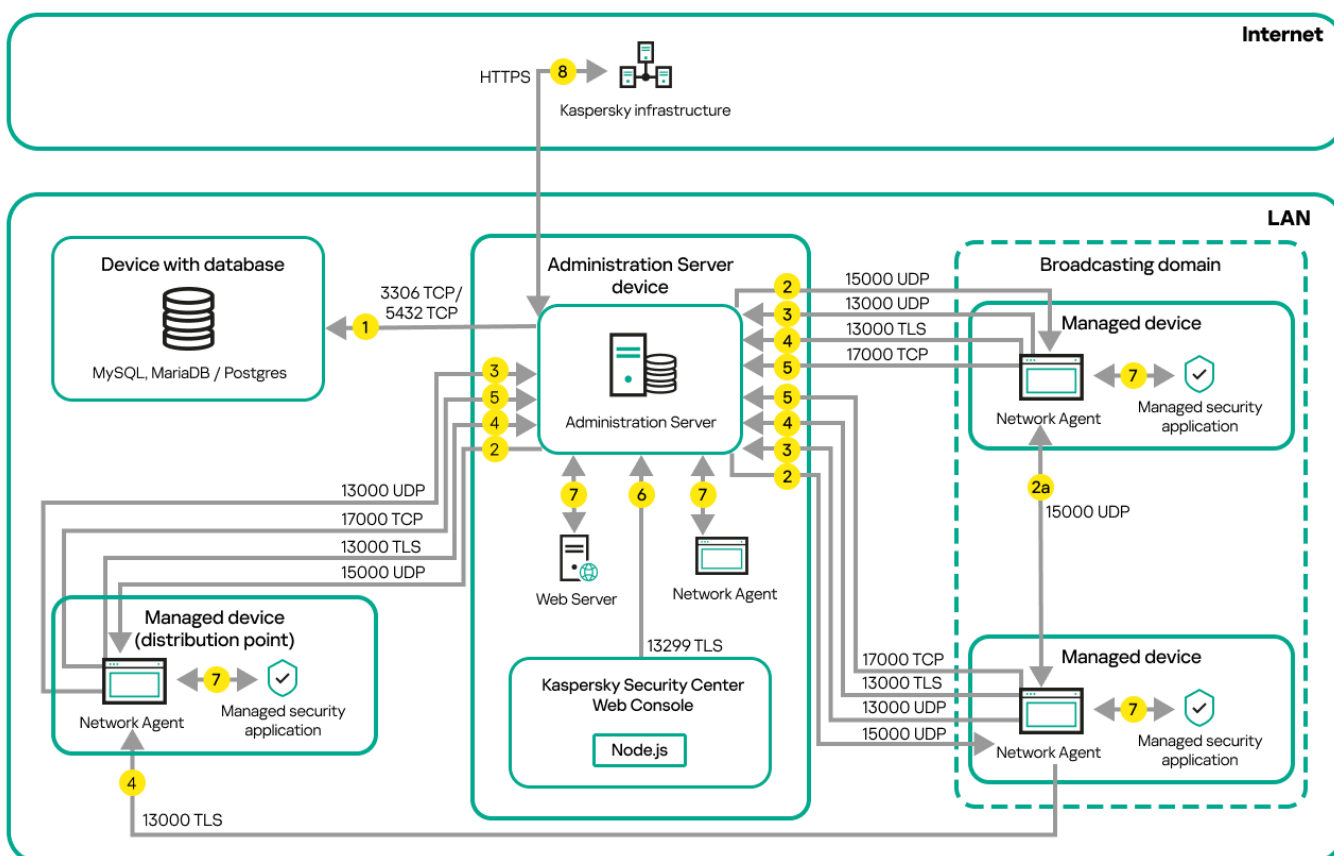 Internet
HTTPS
8
Kaspersky infrastructure
LAN
Device with database
MySQL, MariaDB / Postgres
3306 TCP/
5432 TCP
1
Administration Server
device
Administration Server
3
5
4
2
13000 UDP
17000 TCP
13000 TLS
15000 UDP
2
3
4
5
15000 UDP
13000 UDP
13000 TLS
17000 TCP
5
4
3
2
7
6
7
Web Server
Network Agent
13299 TLS
Kaspersky Security Center
Web Console
Node.js
Broadcasting domain
Managed device
7
Network Agent
Managed security
application
2a
15000 UDP
Managed device
(distribution point)
7
Network Agent
Managed security
application
4
13000 TLS
17000 TCP
13000 TLS
13000 UDP
15000 UDP
Managed device
7
Network Agent
Managed security
application